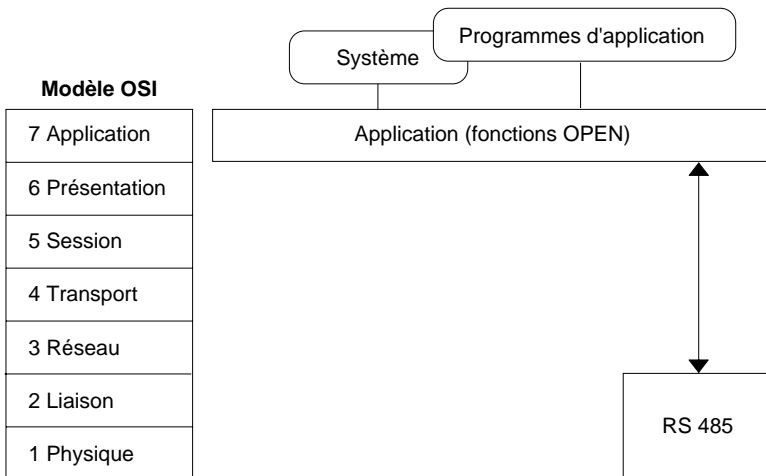 Programmes d'application
Système
Modèle OSI
7 Application
Application (fonctions OPEN)
6 Présentation
5 Session
4 Transport
3 Réseau
2 Liaison
RS 485
1 Physique